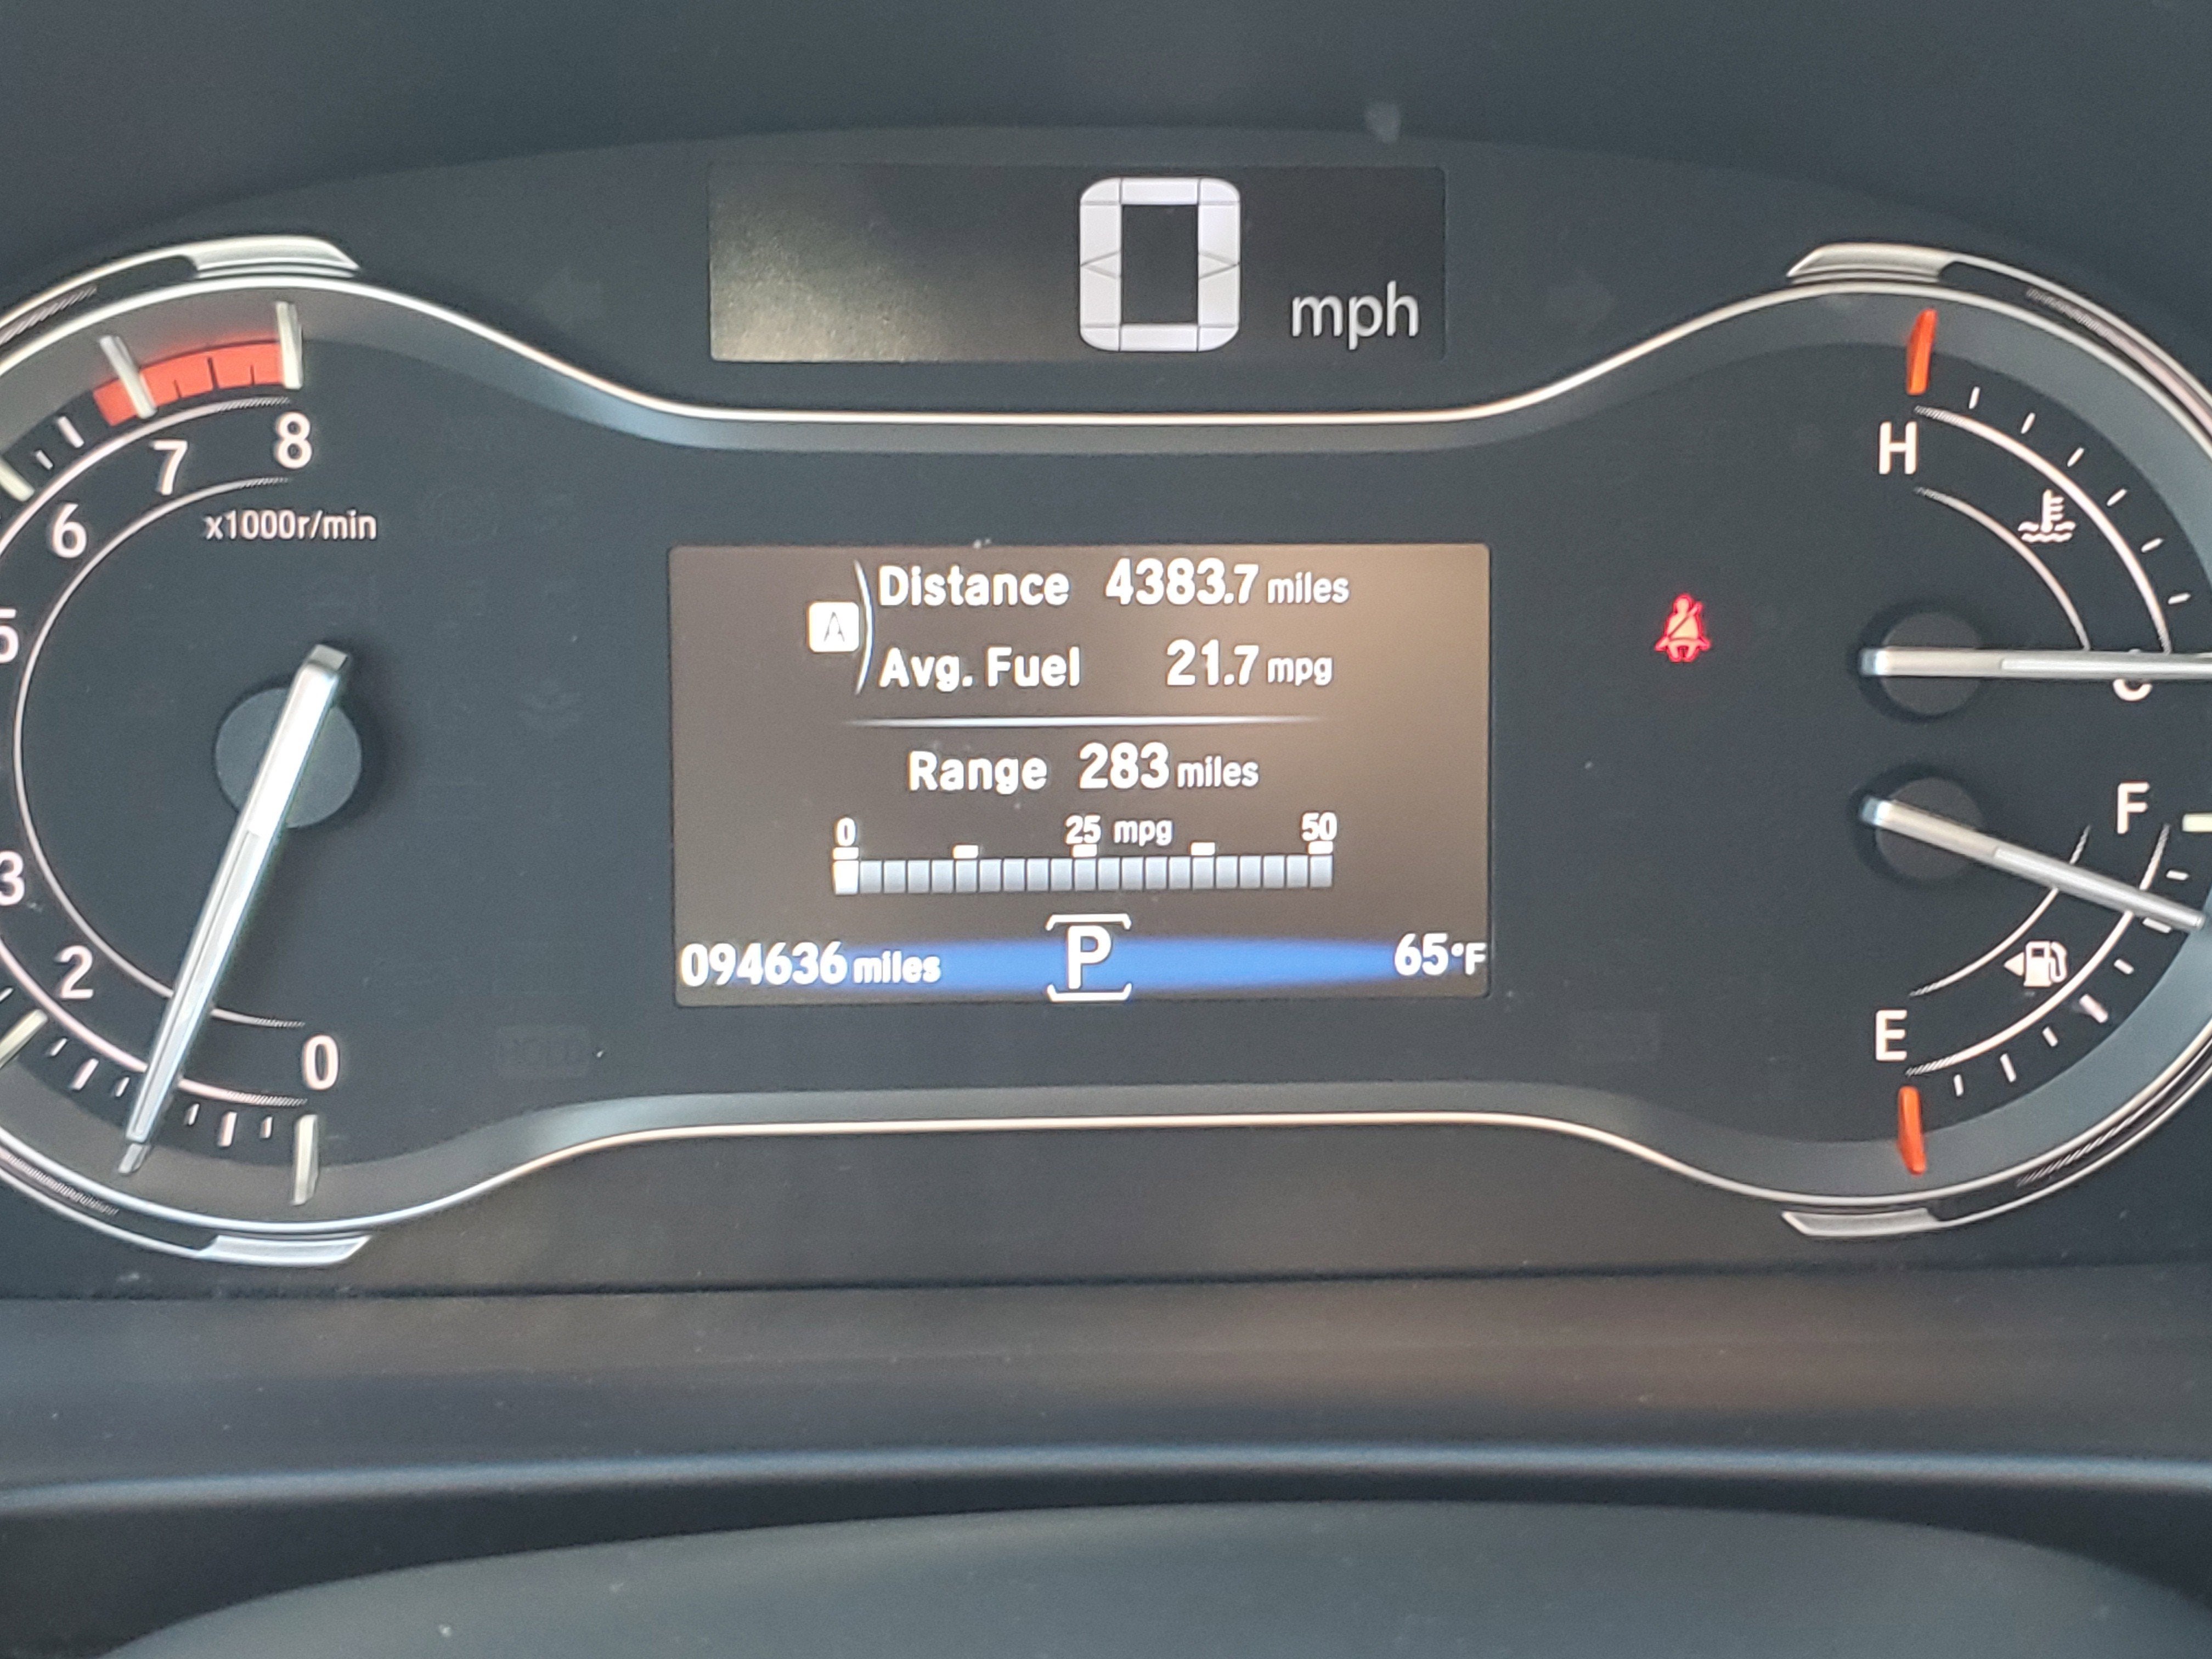 0 mph
8
7
6
x1000r/min
5
3
2
0
A
Distance 4383.7 miles
Avg. Fuel 21.7 mpg
Range 283 miles
0 25 mpg 50
094636 miles P 65°F
H
F
E